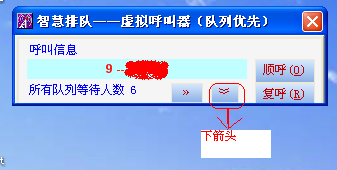 智慧排队——虚拟呼叫器（队列优先）
呼叫信息
9 --
顺呼(O)
所有队列等待人数 6 »
复呼(R)
下箭头